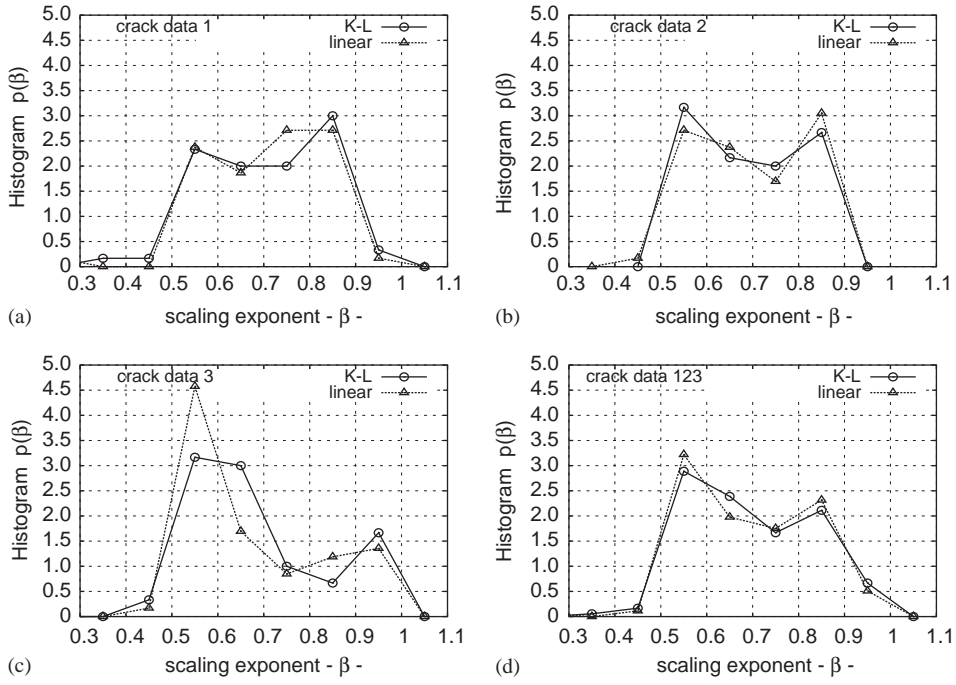 5.0
4.5
4.0
3.5
3.0
2.5
2.0
1.5
1.0
0.5
0
Histogram p(β)
crack data 1
K-L
linear
0.3 0.4 0.5 0.6 0.7 0.8 0.9 1 1.1
(a)
scaling exponent - β -
5.0
4.5
4.0
3.5
3.0
2.5
2.0
1.5
1.0
0.5
0
Histogram p(β)
crack data 2
K-L
linear
0.3 0.4 0.5 0.6 0.7 0.8 0.9 1 1.1
(b)
scaling exponent - β -
5.0
4.5
4.0
3.5
3.0
2.5
2.0
1.5
1.0
0.5
0
Histogram p(β)
crack data 3
K-L
linear
0.3 0.4 0.5 0.6 0.7 0.8 0.9 1 1.1
(c)
scaling exponent - β -
5.0
4.5
4.0
3.5
3.0
2.5
2.0
1.5
1.0
0.5
0
Histogram p(β)
crack data 123
K-L
linear
0.3 0.4 0.5 0.6 0.7 0.8 0.9 1 1.1
(d)
scaling exponent - β -